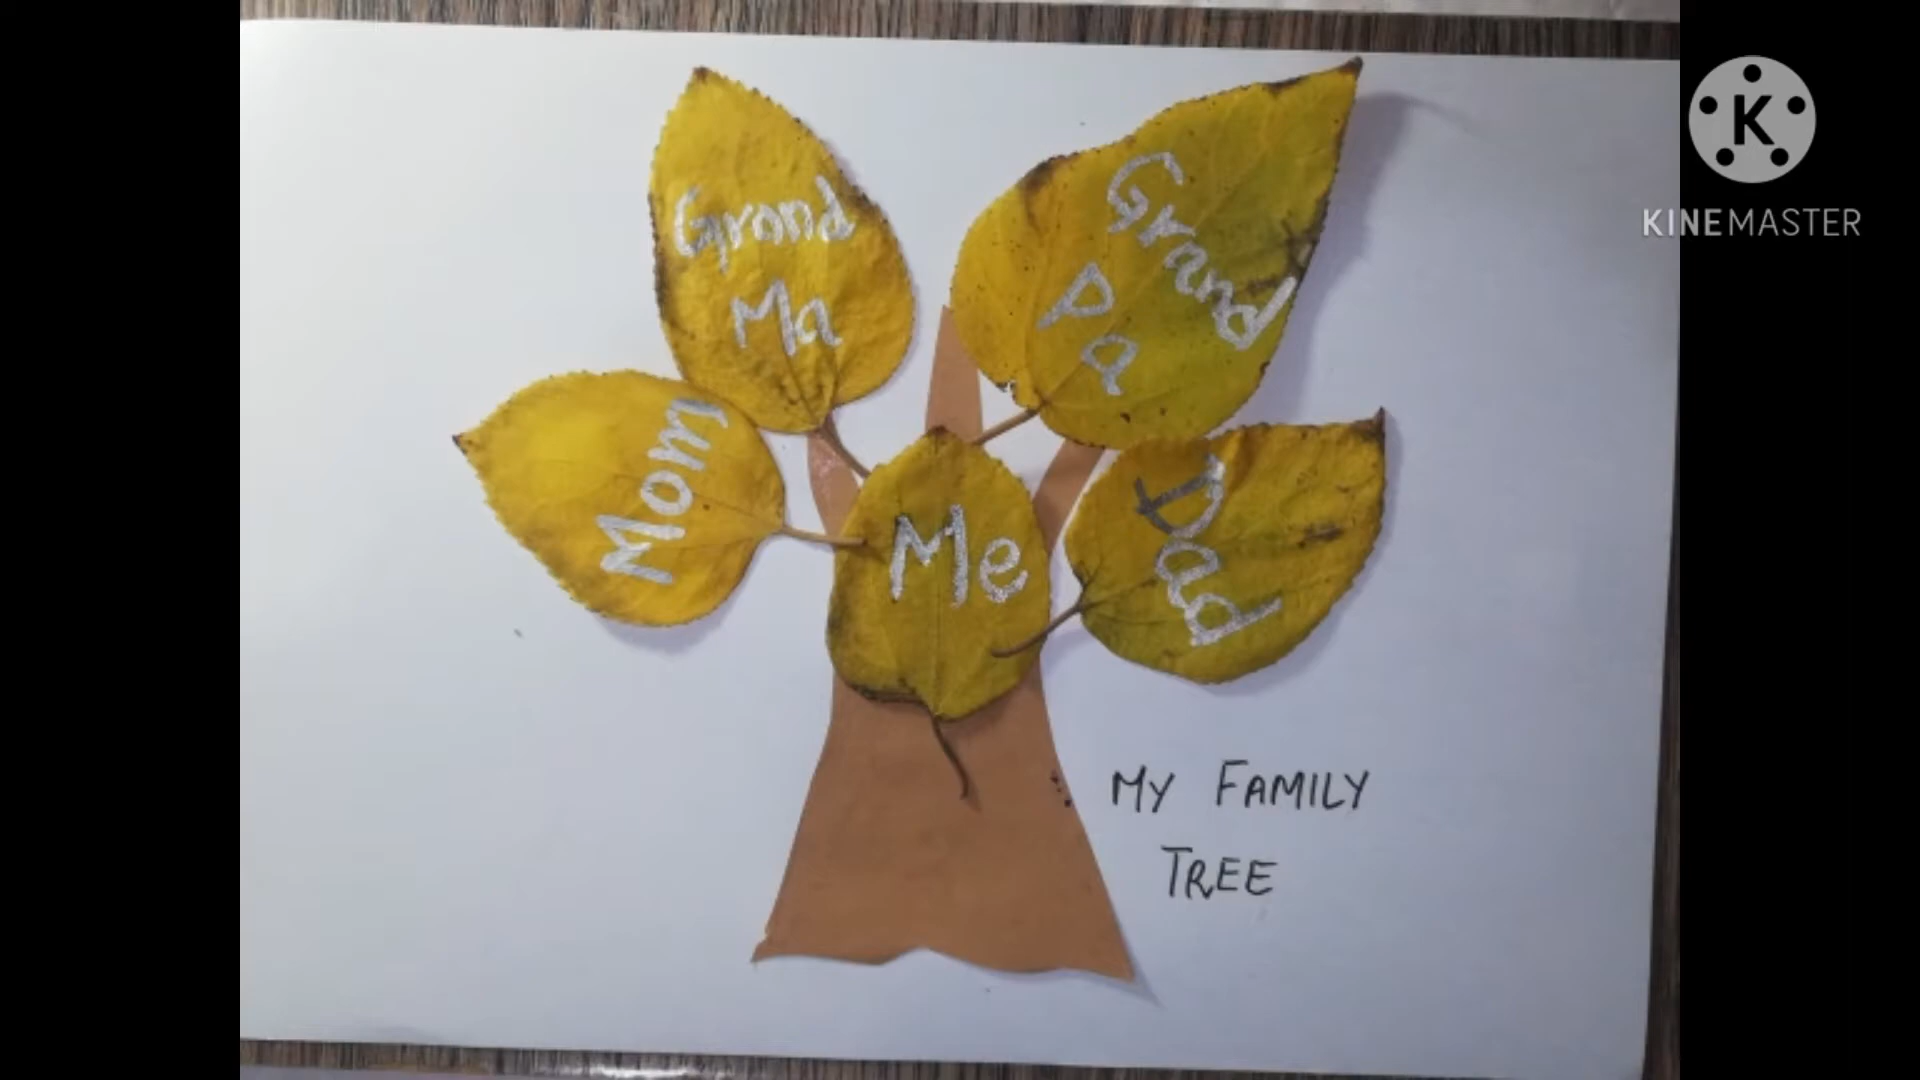 Grand
Ma
Grand
Pa
Mom
Me
Dad
MY FAMILY
TREE
K
KINEMASTER